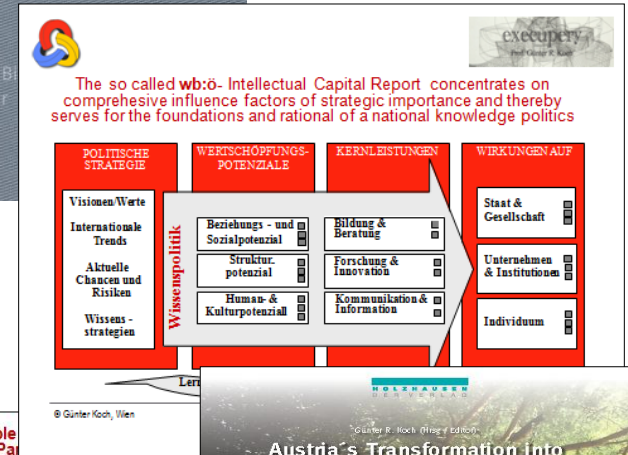 execupery
Prof. Günter R. Koch
The so called wb:ö- Intellectual Capital Report concentrates on
comprehesive influence factors of strategic importance and thereby
serves for the foundations and rational of a national knowledge politics
POLITISCHE
STRATEGIE
WERTSCHÖPFUNGS-
POTENZIALE
KERNLEISTUNGEN
WIRKUNGEN AUF
Visionen/Werte
Internationale
Trends
Aktuelle
Chancen und
Risiken
Wissens -
strategien
Wissenspolitik
Beziehungs - und
Sozialpotenzial
Struktur.
potenzial
Human- &
Kulturpotenziall
Bildung &
Beratung
Forschung &
Innovation
Kommunikation &
Information
Staat &
Gesellschaft
Unternehmen
& Institutionen
Individuum
© Günter Koch, Wien
HOLZHAUSEN
DER VERLAG
Günter R. Koch (Hrsg / Editor)
Austria´s Transformation into